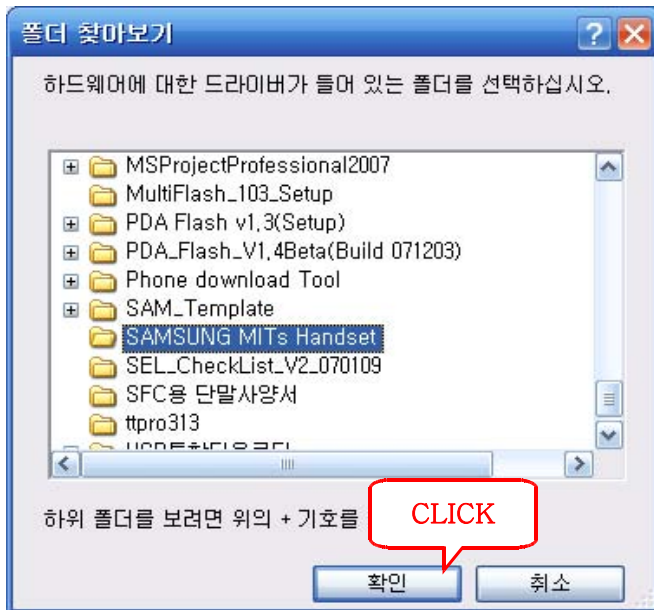 폴더 찾아보기
하드웨어에 대한 드라이버가 들어 있는 폴더를 선택하십시오.
MSProjectProfessional2007
MultiFlash_103_Setup
PDA Flash v1.3(Setup)
PDA_Flash_V1.4Beta(Build 071203)
Phone download Tool
SAM_Template
SAMSUNG MITs Handset
SEL_CheckList_V2_070109
SFC용 단말사양서
ttpro313
하위 폴더를 보려면 위의 + 기호를
CLICK
확인
취소